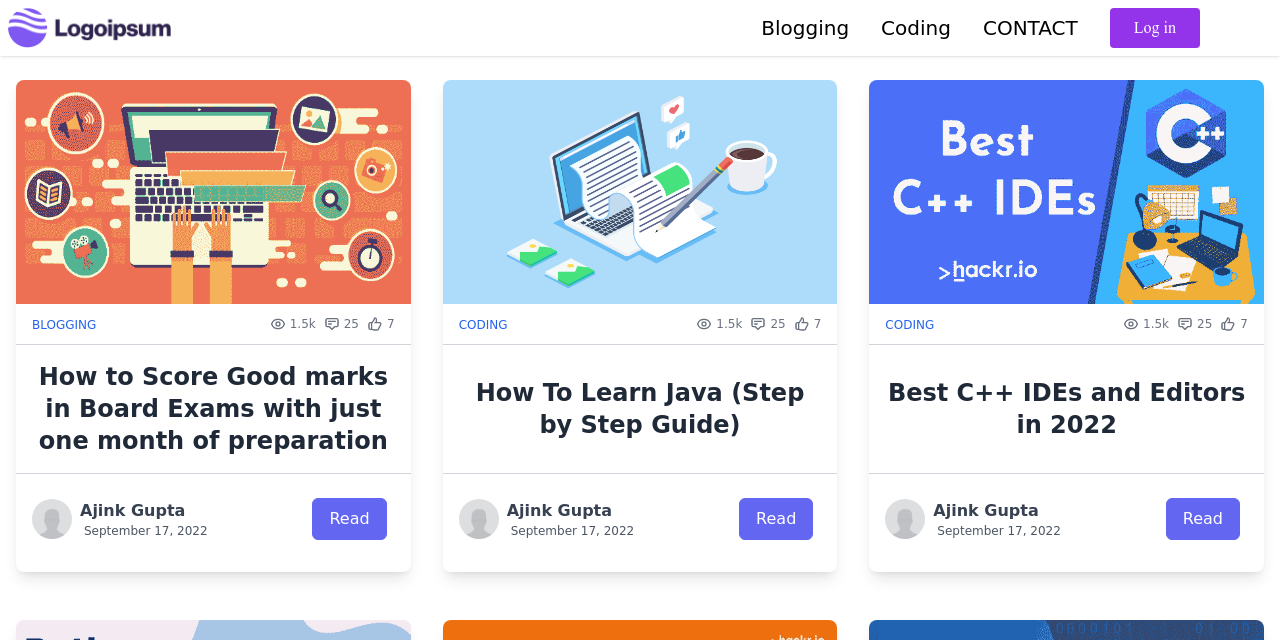 Logoipsum
Blogging
Coding
CONTACT
Log in
Best
C++ IDEs
>hackr.io
C++
BLOGGING
1.5k
25
7
CODING
1.5k
25
7
CODING
1.5k
25
7
How to Score Good marks
in Board Exams with just
one month of preparation
How To Learn Java (Step
by Step Guide)
Best C++ IDEs and Editors
in 2022
Ajink Gupta
September 17, 2022
Read
Ajink Gupta
September 17, 2022
Read
Ajink Gupta
September 17, 2022
Read